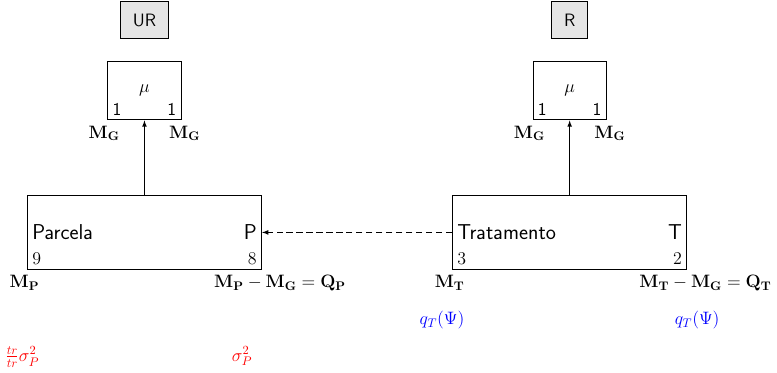 UR R
μ μ
1 1 1 1
M_G M_G M_G M_G
Parcela P Tratamento T
9 8 3 2
M_P M_P − M_G = Q_P M_T M_T − M_G = Q_T
q_T(Ψ) q_T(Ψ)
tr/tr σ²_P σ²_P